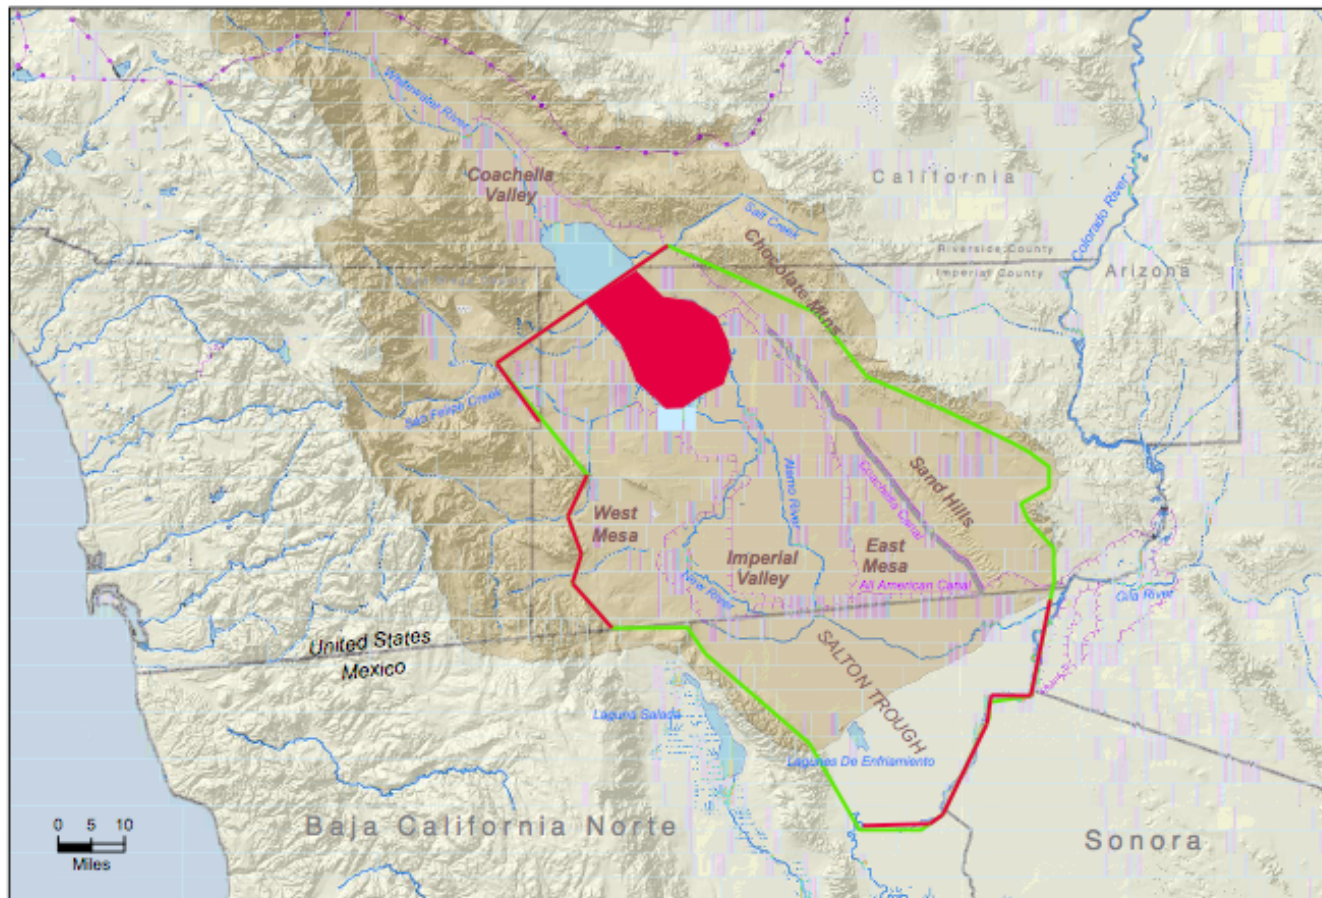 Whitewater River
Coachella
Valley
California
Salt Creek
Colorado River
Riverside County
Imperial County
Arizona
Chocolate Mtns
San Felipe Creek
Coachella Canal
Sand Hills
Alamo River
West
Mesa
Imperial
Valley
East
Mesa
All American Canal
New River
Gila River
United States
Mexico
SALTON TROUGH
Laguna Salada
Lagunas De Enfriamiento
0 5 10
Miles
Baja California Norte
Sonora